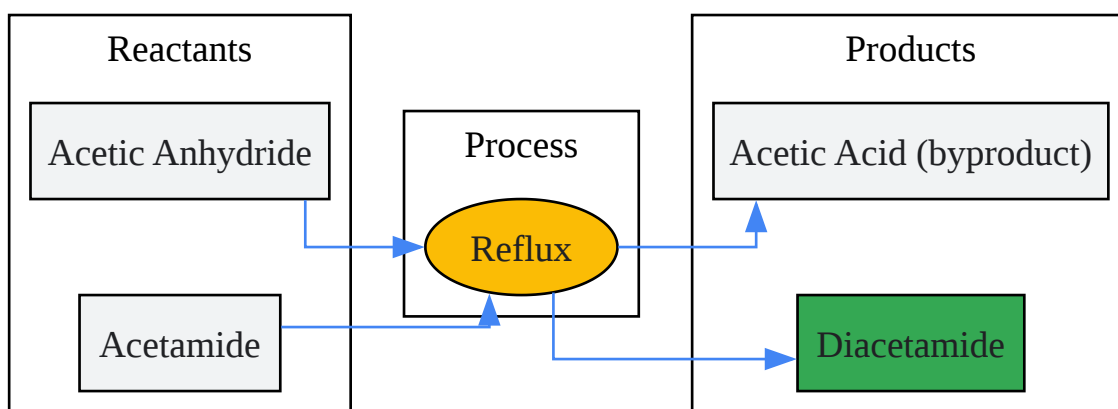 Reactants
Acetic Anhydride
Acetamide
Process
Reflux
Products
Acetic Acid (byproduct)
Diacetamide